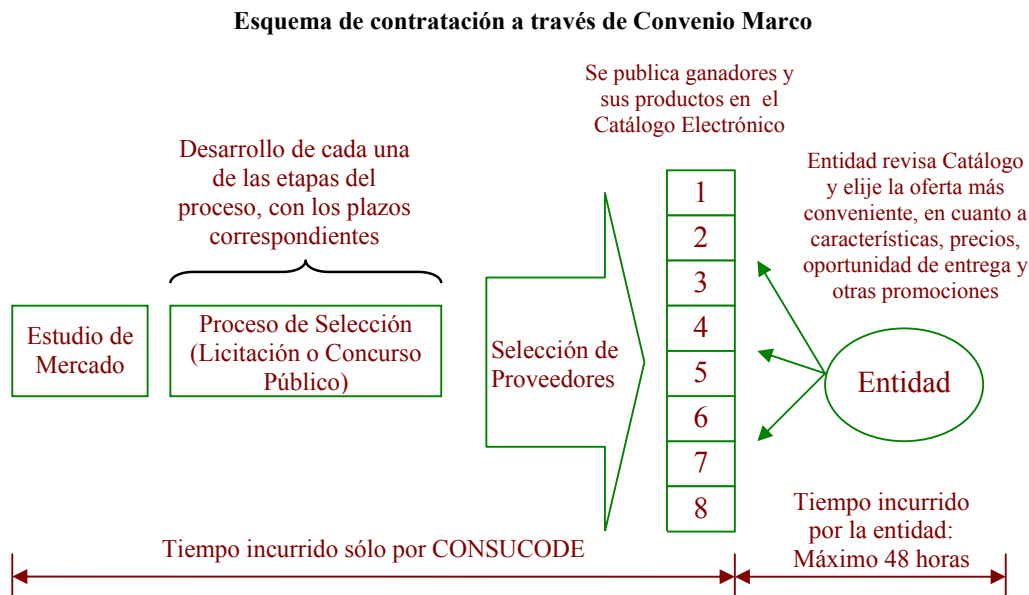 Esquema de contratación a través de Convenio Marco
Se publica ganadores y
sus productos en el
Catálogo Electrónico
Desarrollo de cada una
de las etapas del
proceso, con los plazos
correspondientes
Entidad revisa Catálogo
y elije la oferta más
conveniente, en cuanto a
características, precios,
oportunidad de entrega y
otras promociones
Estudio de
Mercado
Proceso de Selección
(Licitación o Concurso
Público)
Selección de
Proveedores
1
2
3
4
5
6
7
8
Entidad
Tiempo incurrido sólo por CONSUCODE
Tiempo incurrido
por la entidad:
Máximo 48 horas